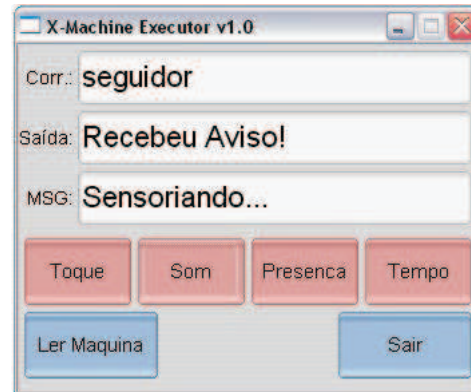 X-Machine Executor v1.0
Corr.: seguidor
Saída: Recebeu Aviso!
MSG: Sensoriando...
Toque Som Presenca Tempo
Ler Maquina Sair